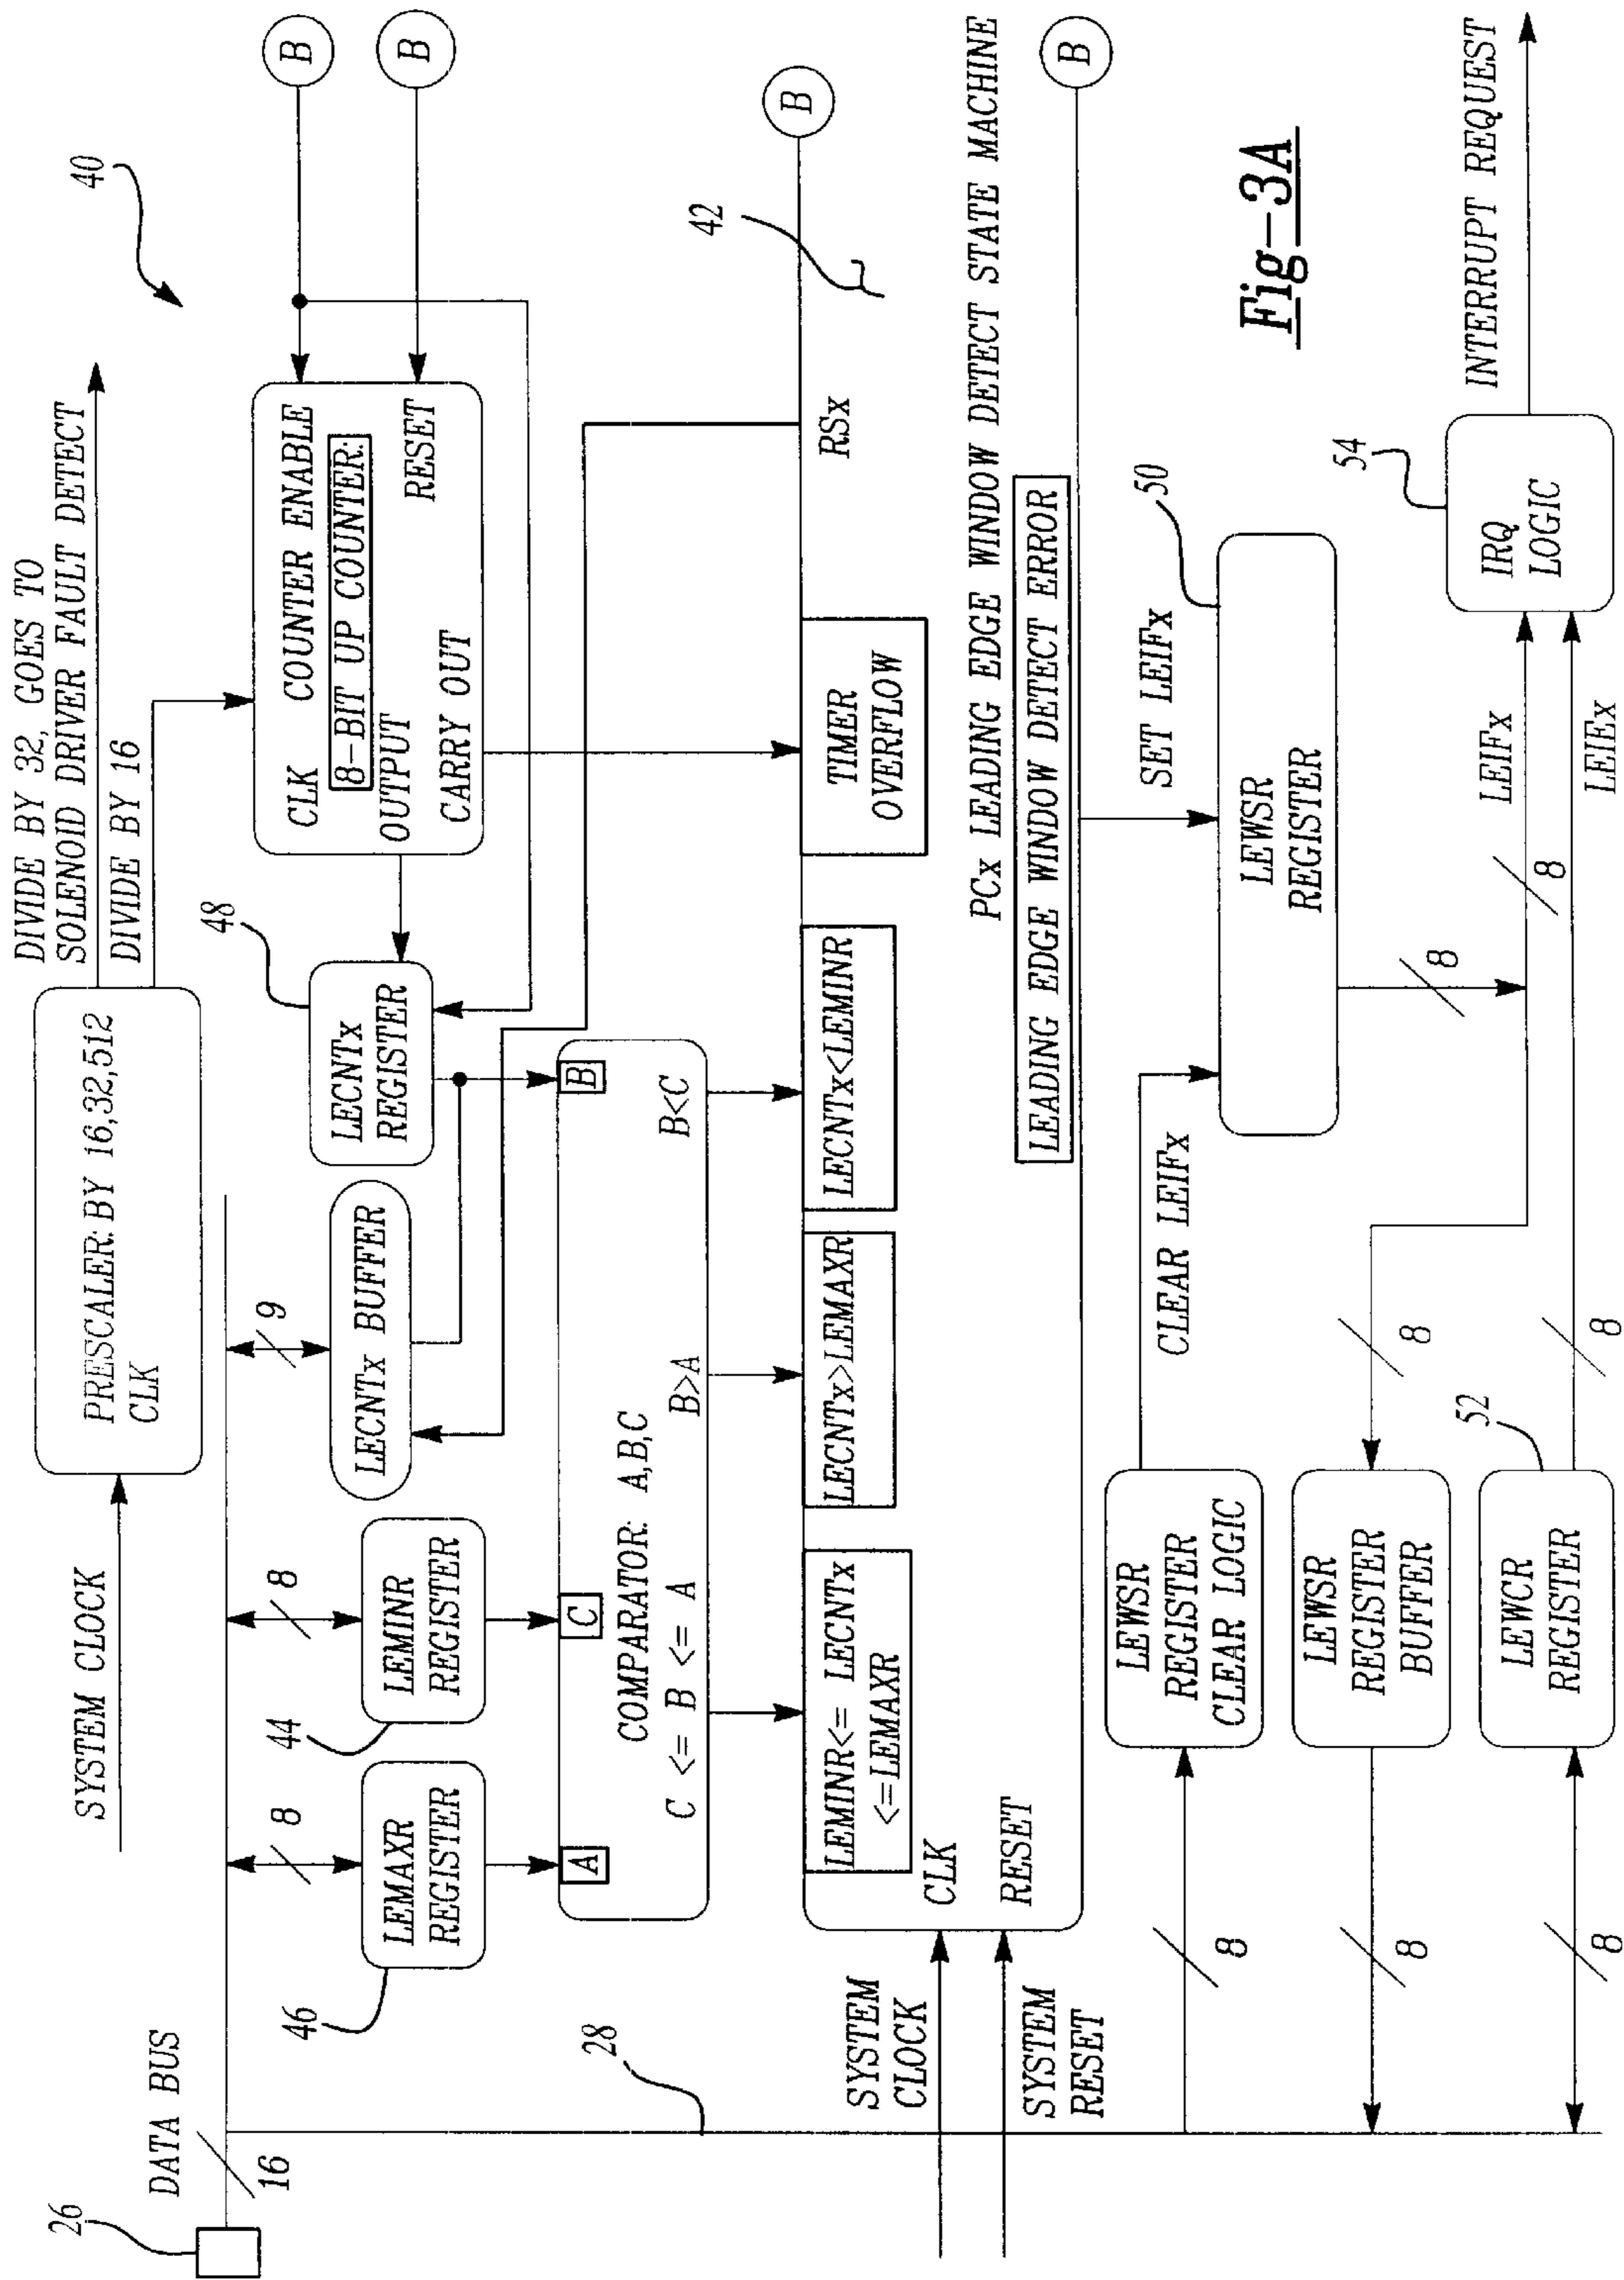 26
DATA BUS
16
SYSTEM CLOCK
PRESCALER: BY 16,32,512
CLK
DIVIDE BY 32, GOES TO
SOLENOID DRIVER FAULT DETECT
DIVIDE BY 16
40
B
B
CLK COUNTER ENABLE
8-BIT UP COUNTER:
OUTPUT
RESET
CARRY OUT
46
8
LEMAXR
REGISTER
44
8
LEMINR
REGISTER
9
LECNTx BUFFER
48
LECNTx
REGISTER
A
C
B
COMPARATOR: A,B,C
C <= B <= A
B>A
B<C
28
LEMINR<= LECNTx
<=LEMAXR
LECNTx>LEMAXR
LECNTx<LEMINR
TIMER
OVERFLOW
RSx
42
B
SYSTEM
CLOCK
CLK
SYSTEM
RESET
RESET
PCx LEADING EDGE WINDOW DETECT STATE MACHINE
LEADING EDGE WINDOW DETECT ERROR
B
8
LEWSR
REGISTER
CLEAR LOGIC
CLEAR LEIFx
SET LEIFx
50
LEWSR
REGISTER
8
Fig-3A
8
LEWSR
REGISTER
BUFFER
8
8
LEWCR
REGISTER
52
8
8
LEIFx
LEIEx
54
IRQ
LOGIC
INTERRUPT REQUEST